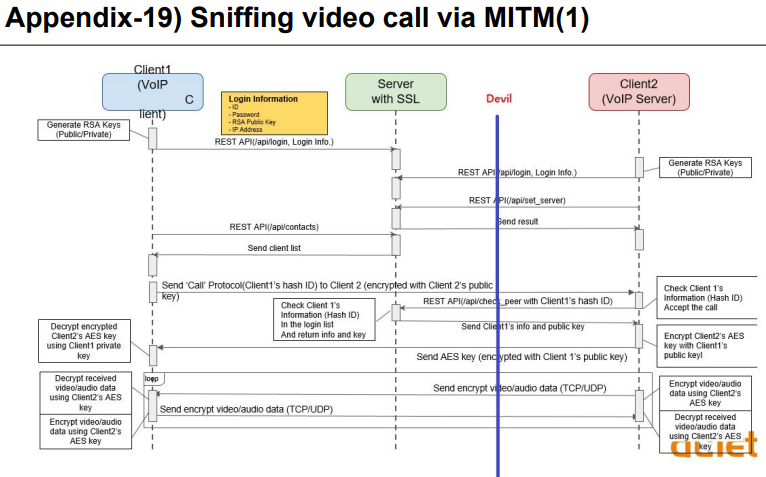 Appendix-19) Sniffing video call via MITM(1)
Client1
(VoIP
C
lient)
Login Information
- ID
- Password
- RSA Public Key
- IP Address
Server
with SSL
Devil
Client2
(VoIP Server)
Generate RSA Keys
(Public/Private)
REST API(/api/login, Login Info.)
REST API(/api/login, Login Info.)
Generate RSA Keys
(Public/Private)
REST API(/api/set_server)
Send result
REST API(/api/contacts)
Send client list
Send 'Call' Protocol(Client1's hash ID) to Client 2 (encrypted with Client 2's public
key)
Check Client 1's
Information (Hash ID)
Accept the call
REST API(/api/check_peer with Client1's hash ID)
Check Client 1's
Information (Hash ID)
In the login list
And return info and key
Send Client1's info and public key
Decrypt encrypted
Client2's AES key
using Client1 private
key
Encrypt Client2's AES
key with Client1's
public keyl
Send AES key (encrypted with Client 1's public key)
loop
Decrypt received
video/audio data
using Client2's AES
key
Send encrypt video/audio data (TCP/UDP)
Encrypt video/audio
data using Client2's
AES key
Send encrypt video/audio data (TCP/UDP)
Encrypt video/audio
data using Client2's
AES key
Decrypt received
video/audio data
using Client2's AES
key
quiet